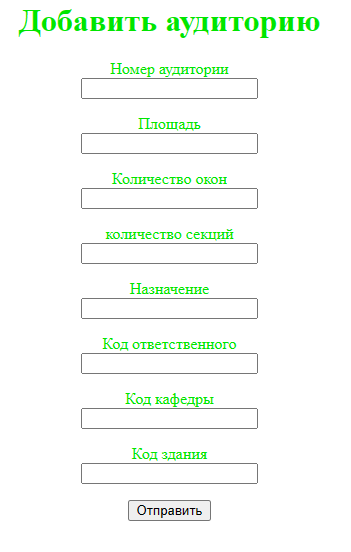 Добавить аудиторию
Номер аудитории
Площадь
Количество окон
количество секций
Назначение
Код ответственного
Код кафедры
Код здания
Отправить